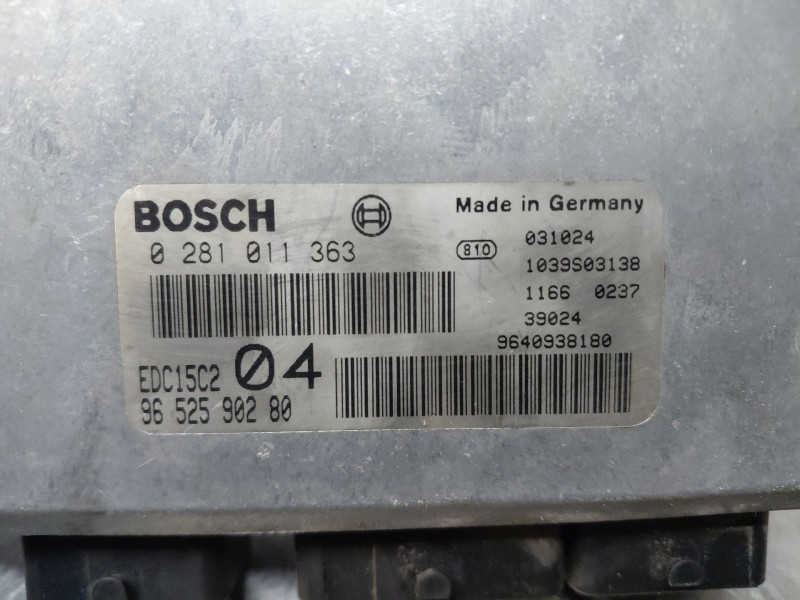 BOSCH
Made in Germany
0 281 011 363
810
031024
1039S03138
1166 0237
39024
9640938180
EDC15C2 04
96 525 902 80